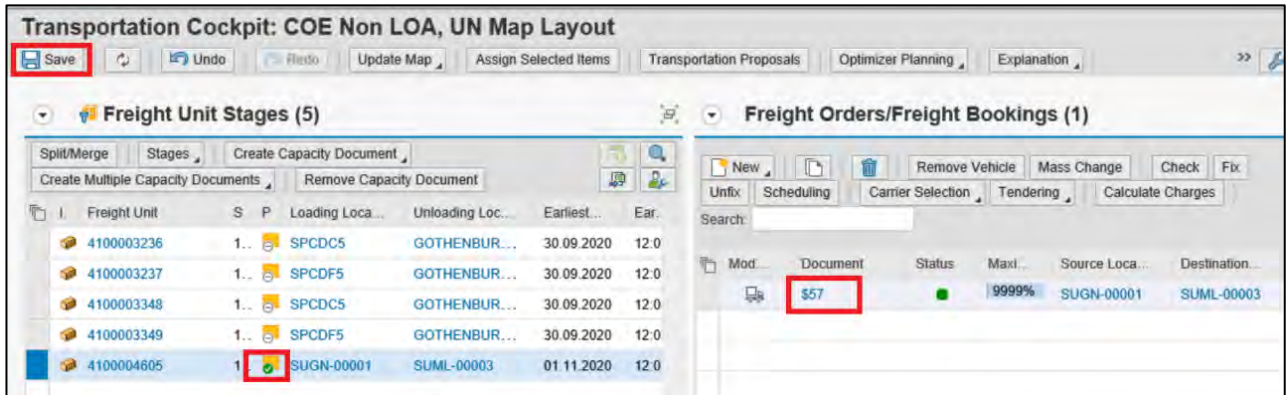 Transportation Cockpit: COE Non LOA, UN Map Layout
Save Undo Redo Update Map Assign Selected Items Transportation Proposals Optimizer Planning Explanation >>
Freight Unit Stages (5)
Split/Merge Stages Create Capacity Document
Create Multiple Capacity Documents Remove Capacity Document
I. Freight Unit S P Loading Loca... Unloading Loc... Earliest... Ear.
4100003236 1.. SPCDC5 GOTHENBUR... 30.09.2020 12:0
4100003237 1.. SPCDF5 GOTHENBUR... 30.09.2020 12:0
4100003348 1.. SPCDC5 GOTHENBUR... 30.09.2020 12:0
4100003349 1.. SPCDF5 GOTHENBUR... 30.09.2020 12:0
4100004605 1 SUGN-00001 SUML-00003 01.11.2020 12:0
Freight Orders/Freight Bookings (1)
New Remove Vehicle Mass Change Check Fix
Unfix Scheduling Carrier Selection Tendering Calculate Charges
Search:
Mod... Document Status Maxi... Source Loca... Destination...
$57 9999% SUGN-00001 SUML-00003